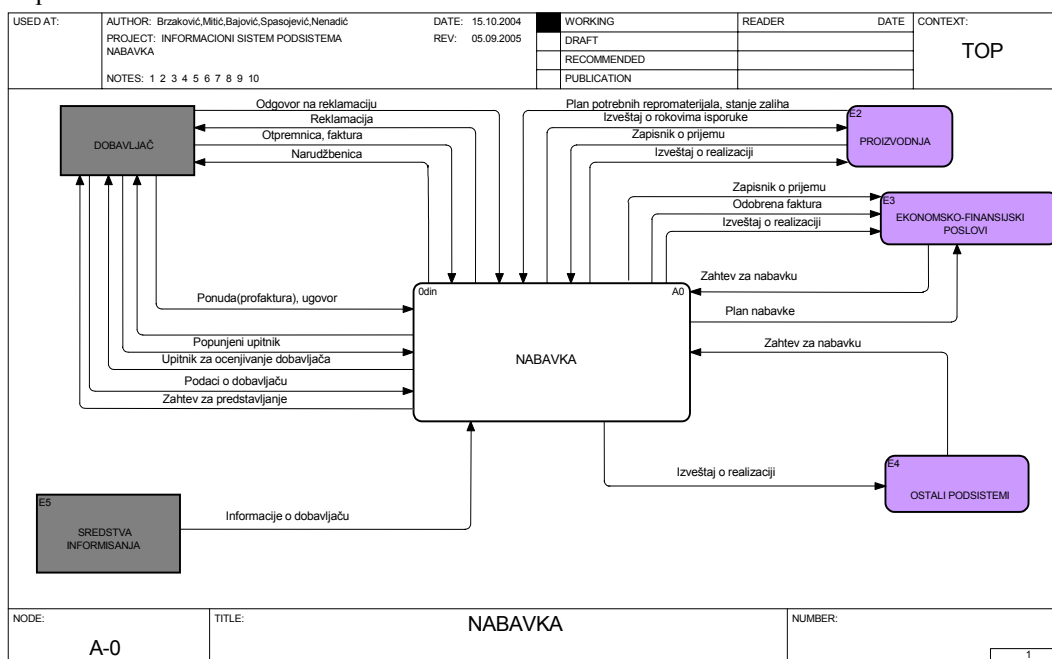 USED AT:
AUTHOR: Brzaković,Mitić,Bajović,Spasojević,Nenadić
DATE: 15.10.2004
PROJECT: INFORMACIONI SISTEM PODSISTEMA
NABAVKA
REV: 05.09.2005
NOTES: 1 2 3 4 5 6 7 8 9 10
WORKING
DRAFT
RECOMMENDED
PUBLICATION
READER DATE
CONTEXT:
TOP
DOBAVLJAČ
Odgovor na reklamaciju
Reklamacija
Otpremnica, faktura
Narudžbenica
Plan potrebnih repromaterijala, stanje zaliha
Izveštaj o rokovima isporuke
Zapisnik o prijemu
Izveštaj o realizaciji
E2
PROIZVODNJA
Zapisnik o prijemu
Odobrena faktura
Izveštaj o realizaciji
E3
EKONOMSKO-FINANSIJSKI
POSLOVI
Zahtev za nabavku
Plan nabavke
Zahtev za nabavku
Ponuda(profaktura), ugovor
Popunjeni upitnik
Upitnik za ocenjivanje dobavljača
Podaci o dobavljaču
Zahtev za predstavljanje
0din
A0
NABAVKA
Izveštaj o realizaciji
E4
OSTALI PODSISTEMI
E5
SREDSTVA
INFORMISANJA
Informacije o dobavljaču
NODE:
A-0
TITLE:
NABAVKA
NUMBER:
1